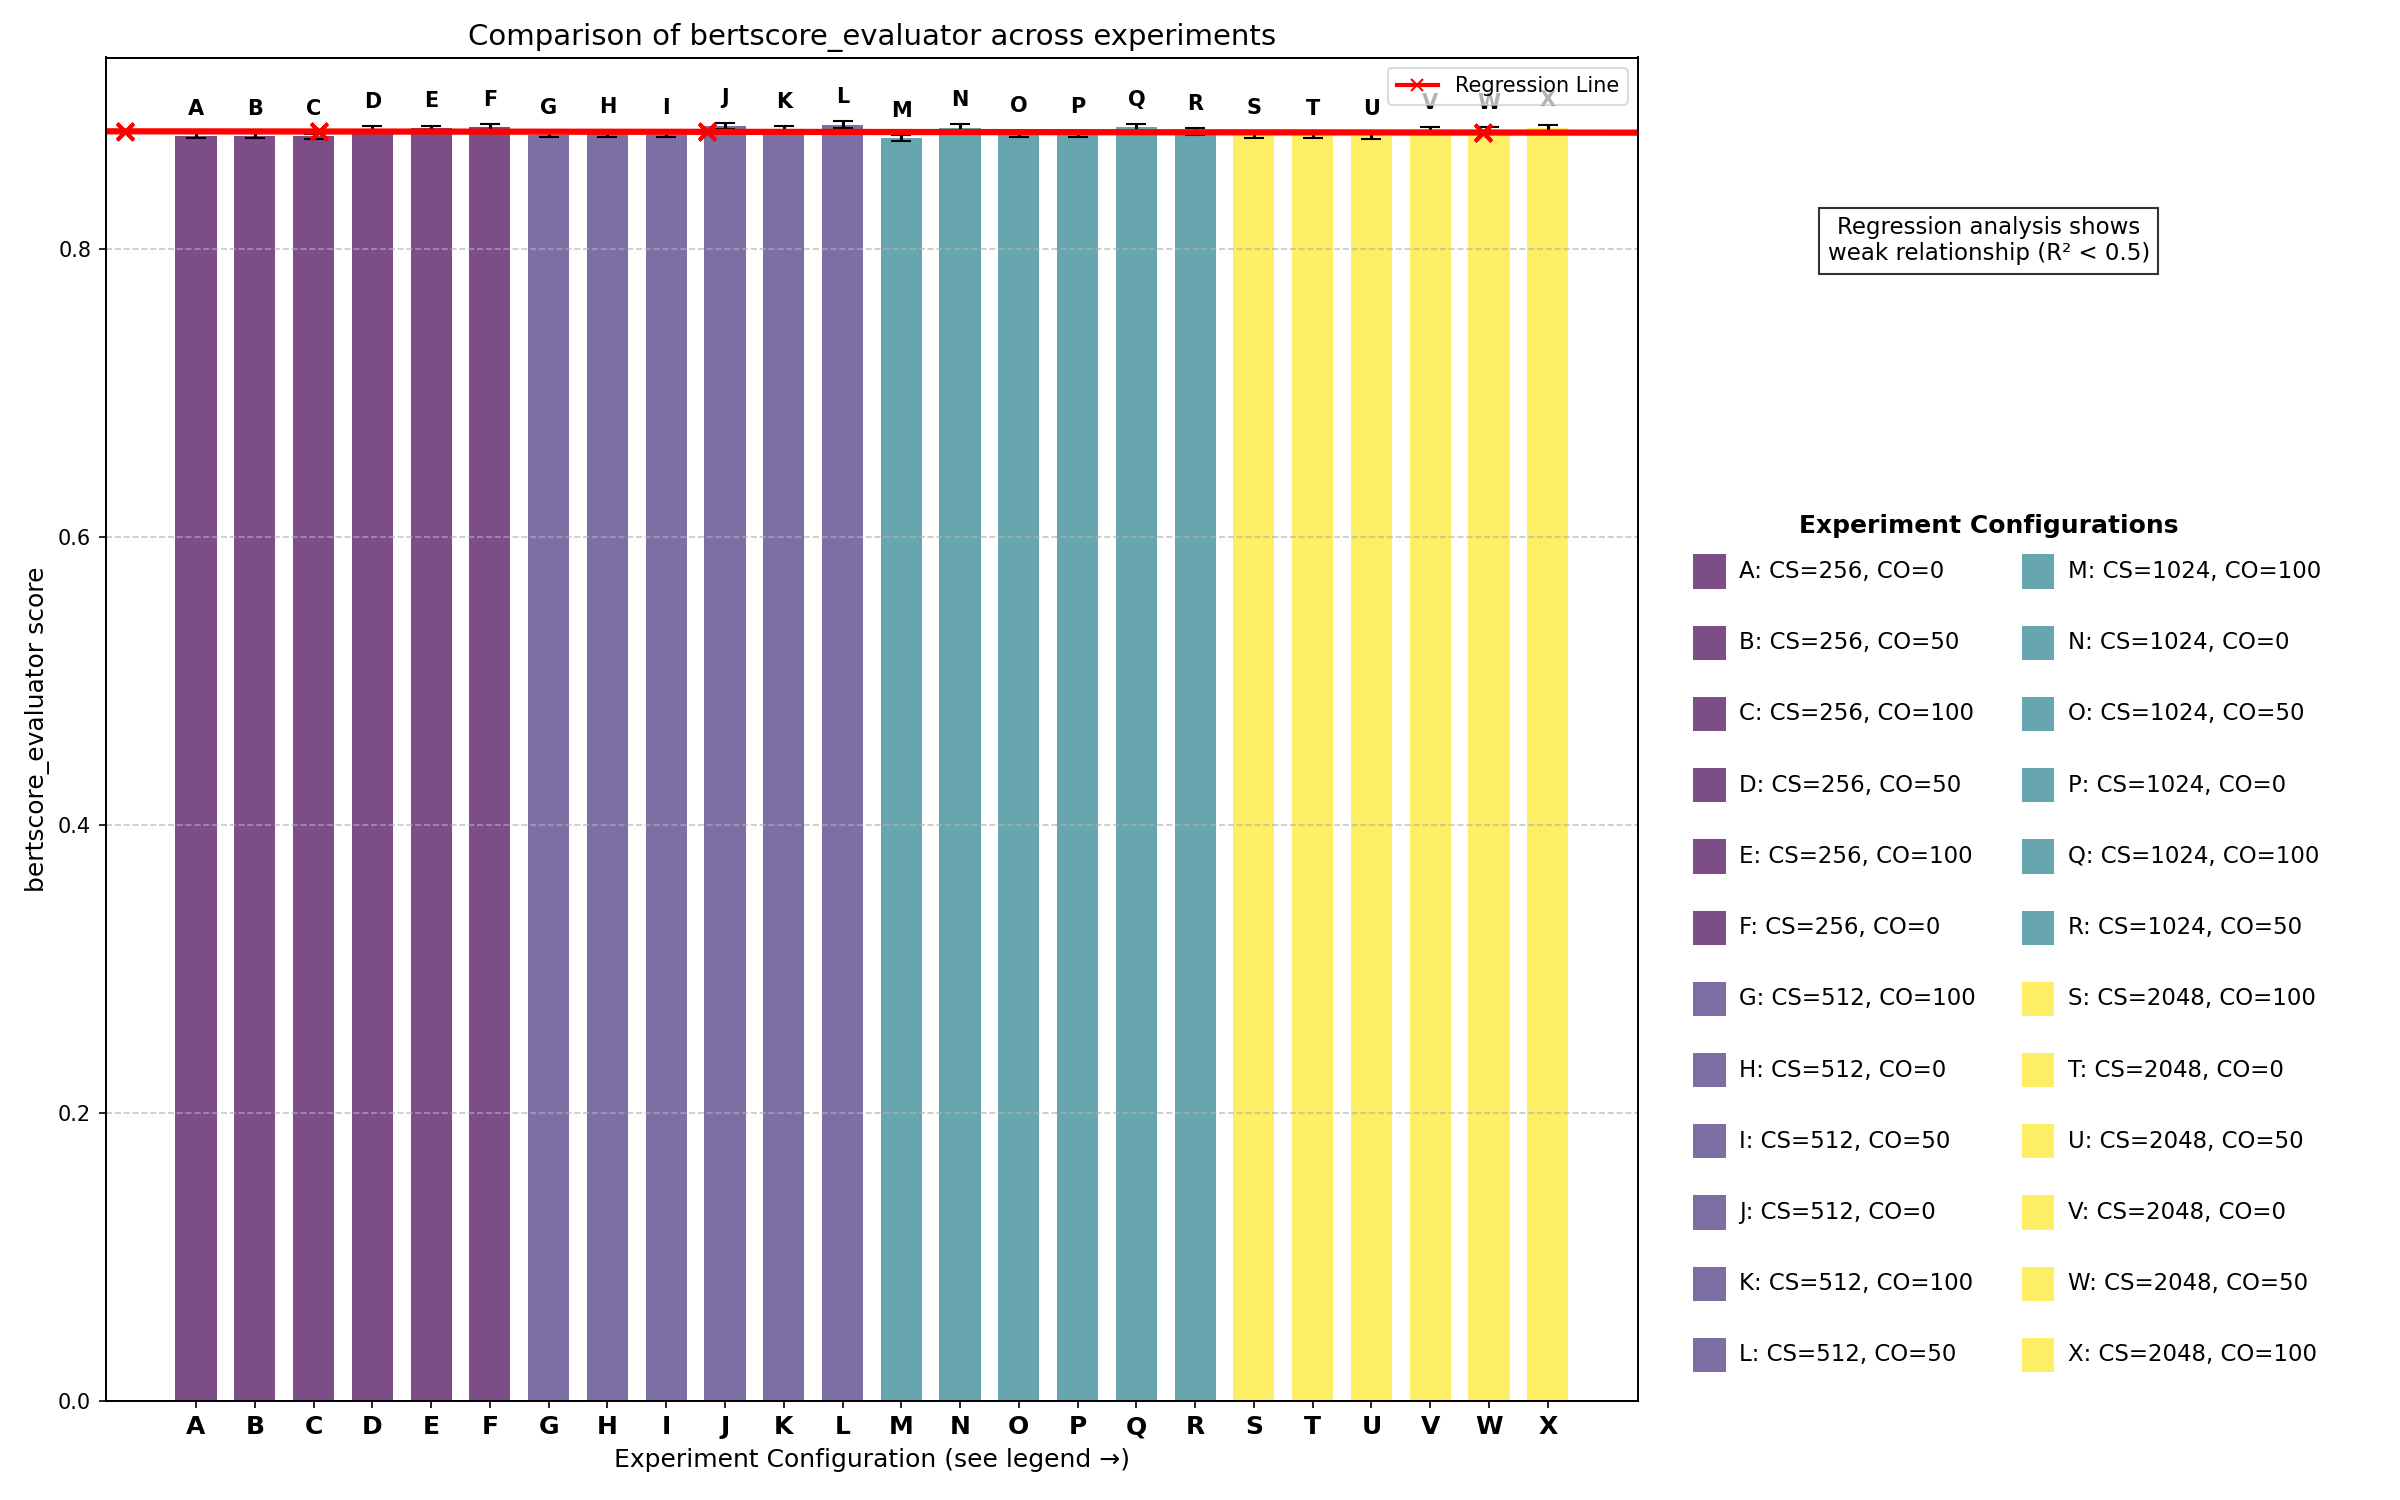 Comparison of bertscore_evaluator across experiments
Regression Line
A B C D E F G H I J K L M N O P Q R S T U V W X
bertscore_evaluator score
0.8
0.6
0.4
0.2
0.0
A B C D E F G H I J K L M N O P Q R S T U V W X
Experiment Configuration (see legend →)
Regression analysis shows
weak relationship (R² < 0.5)
Experiment Configurations
A: CS=256, CO=0
B: CS=256, CO=50
C: CS=256, CO=100
D: CS=256, CO=50
E: CS=256, CO=100
F: CS=256, CO=0
G: CS=512, CO=100
H: CS=512, CO=0
I: CS=512, CO=50
J: CS=512, CO=0
K: CS=512, CO=100
L: CS=512, CO=50
M: CS=1024, CO=100
N: CS=1024, CO=0
O: CS=1024, CO=50
P: CS=1024, CO=0
Q: CS=1024, CO=100
R: CS=1024, CO=50
S: CS=2048, CO=100
T: CS=2048, CO=0
U: CS=2048, CO=50
V: CS=2048, CO=0
W: CS=2048, CO=50
X: CS=2048, CO=100